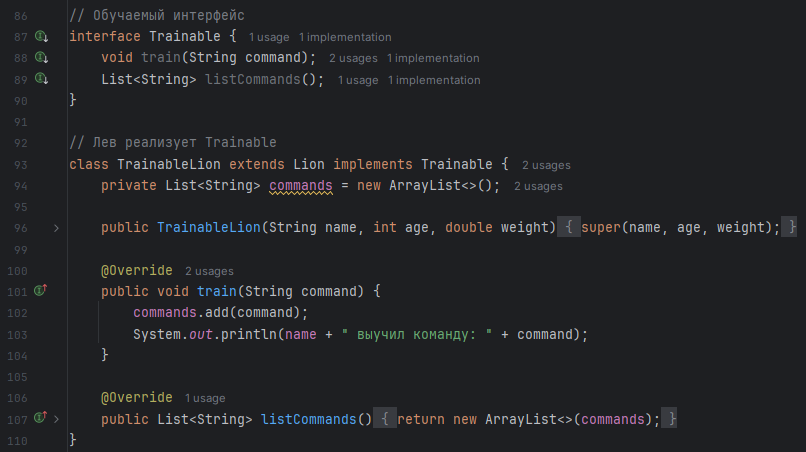 86 // Обучаемый интерфейс
87 interface Trainable { 1 usage 1 implementation
88 void train(String command); 2 usages 1 implementation
89 List<String> listCommands(); 1 usage 1 implementation
90 }
91
92 // Лев реализует Trainable
93 class TrainableLion extends Lion implements Trainable { 2 usages
94 private List<String> commands = new ArrayList<>(); 2 usages
95
96 public TrainableLion(String name, int age, double weight) { super(name, age, weight); }
99
100 @Override 2 usages
101 public void train(String command) {
102 commands.add(command);
103 System.out.println(name + " выучил команду: " + command);
104 }
105
106 @Override 1 usage
107 public List<String> listCommands() { return new ArrayList<>(commands); }
110 }